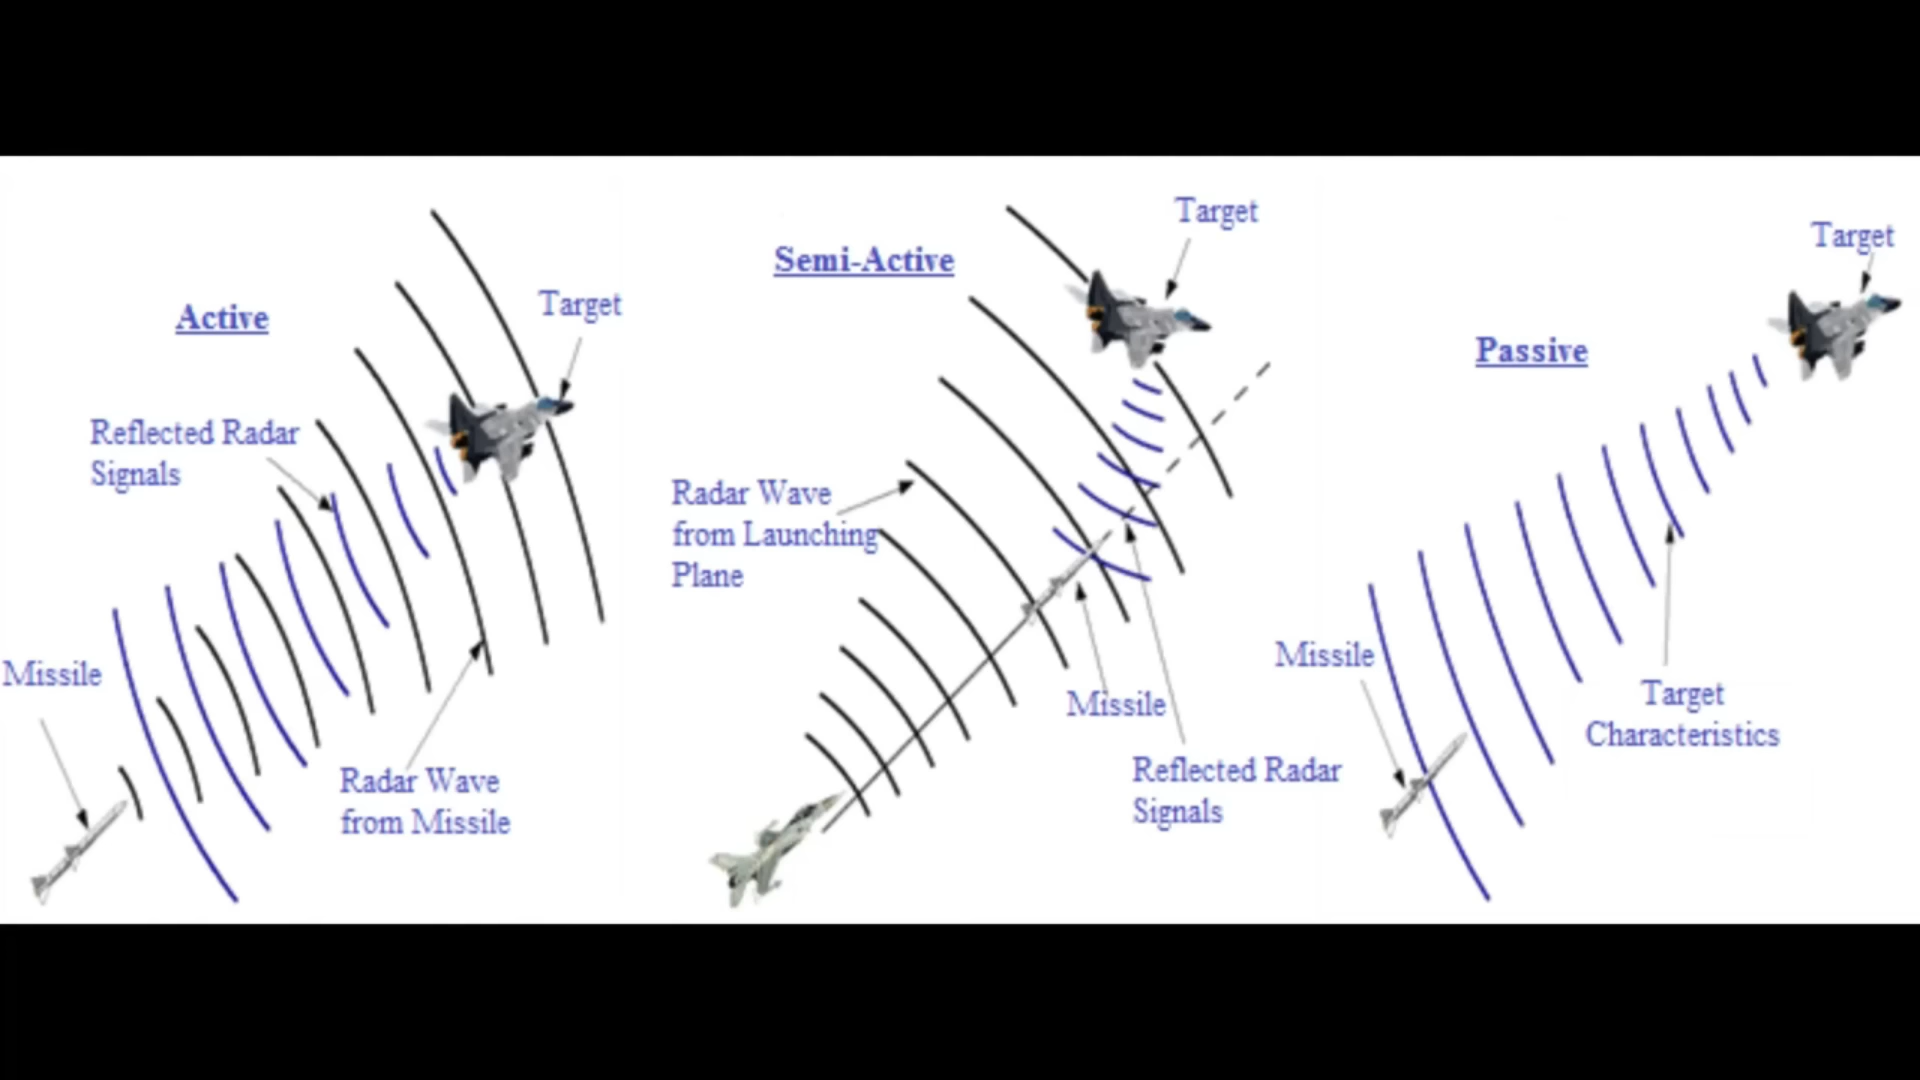 Active
Target
Reflected Radar
Signals
Missile
Radar Wave
from Missile
Semi-Active
Target
Radar Wave
from Launching
Plane
Missile
Reflected Radar
Signals
Passive
Target
Missile
Target
Characteristics